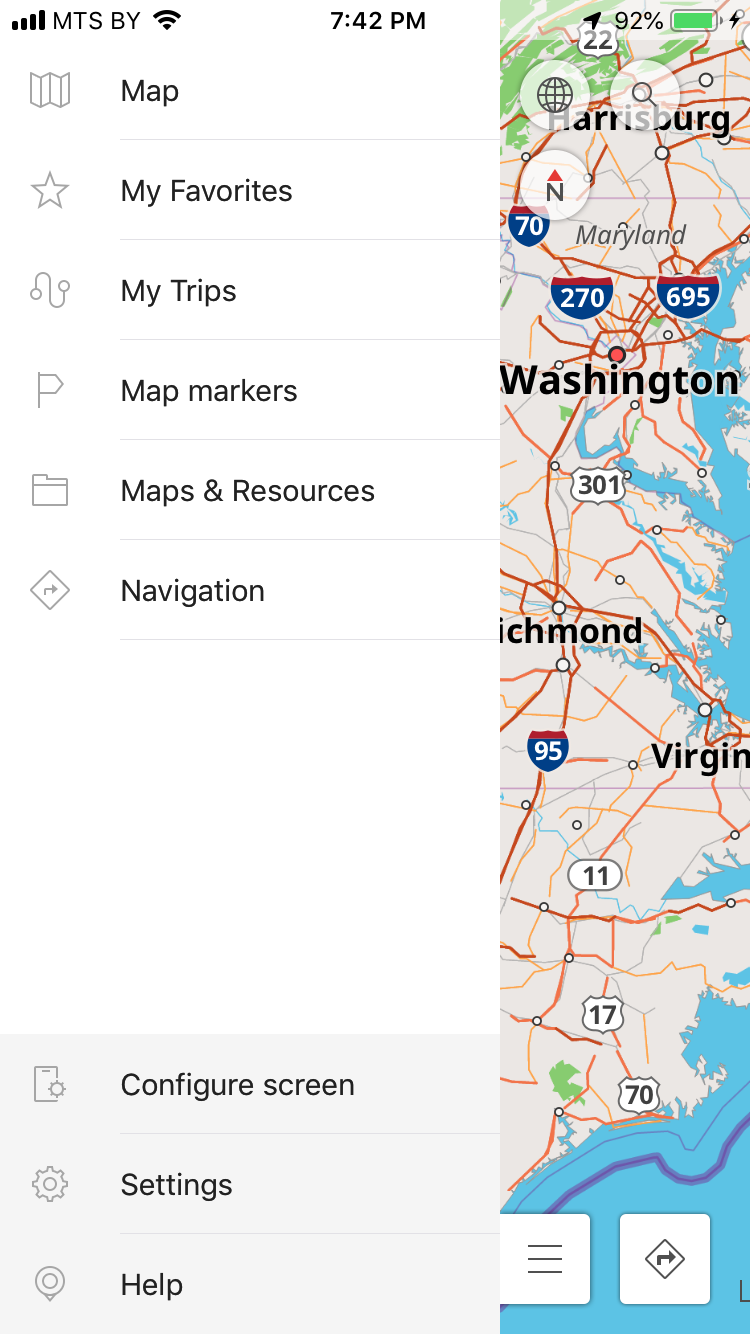 MTS BY 7:42 PM 92%
Map
My Favorites
My Trips
Map markers
Maps & Resources
Navigation
Configure screen
Settings
Help
22
Harrisburg
N
70
Maryland
270
695
Washington
301
ichmond
95
Virgin
11
17
70